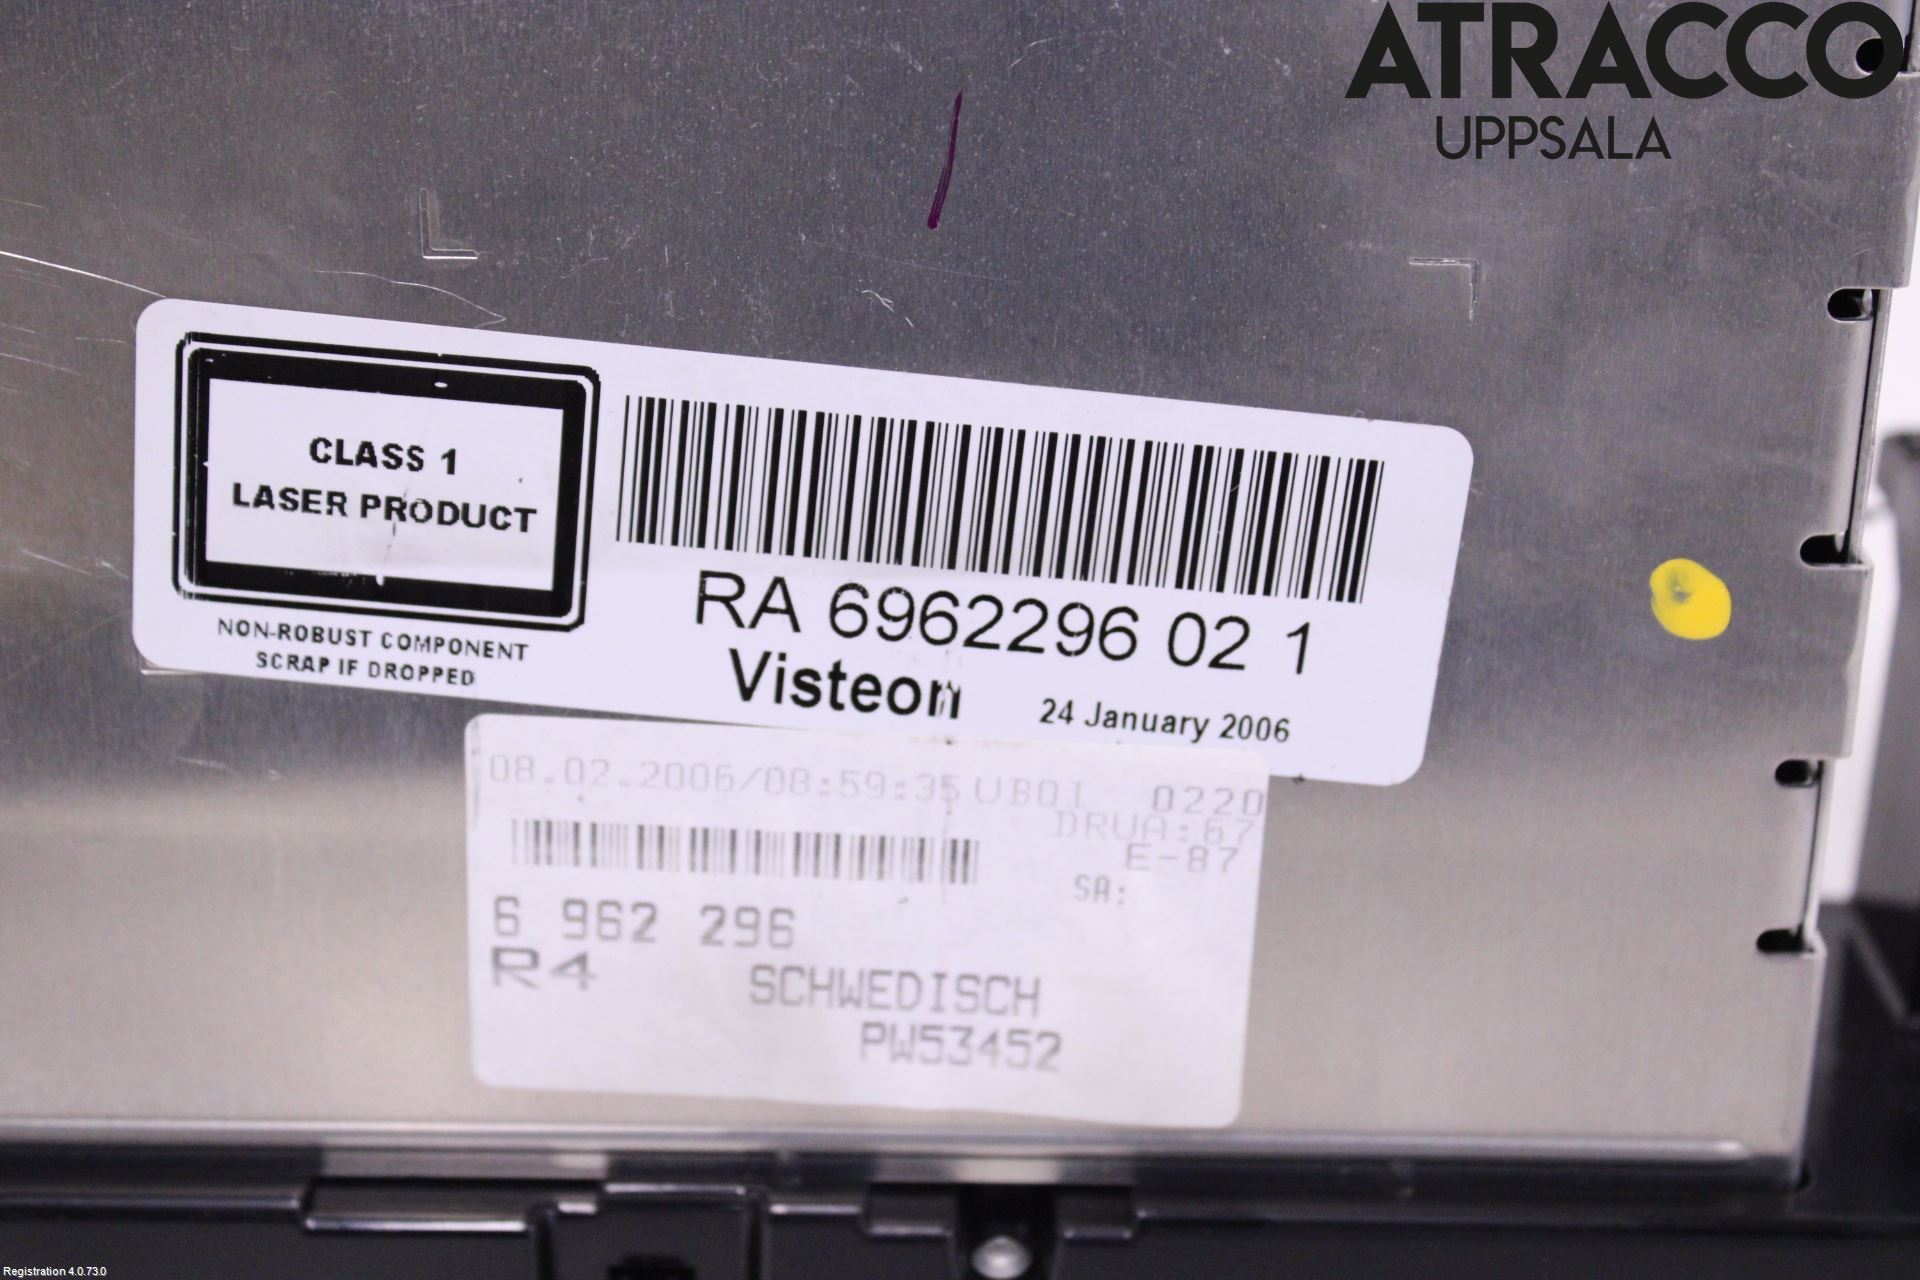 ATRACCO
UPPSALA
CLASS 1
LASER PRODUCT
NON-ROBUST COMPONENT
SCRAP IF DROPPED
RA 6962296 02 1
Visteon
24 January 2006
08.02.2006/08:59:35 UB01 0220
DRVA:67
E-87
SA:
6 962 296
R4
SCHWEDISCH
PW53452
Registration 4.0.73.0